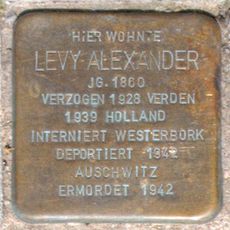 HIER WOHNTE
LEVY ALEXANDER
JG. 1860
VERZOGEN 1928 VERDEN
1939 HOLLAND
INTERNIERT WESTERBORK
DEPORTIERT 1942
AUSCHWITZ
ERMORDET 1942